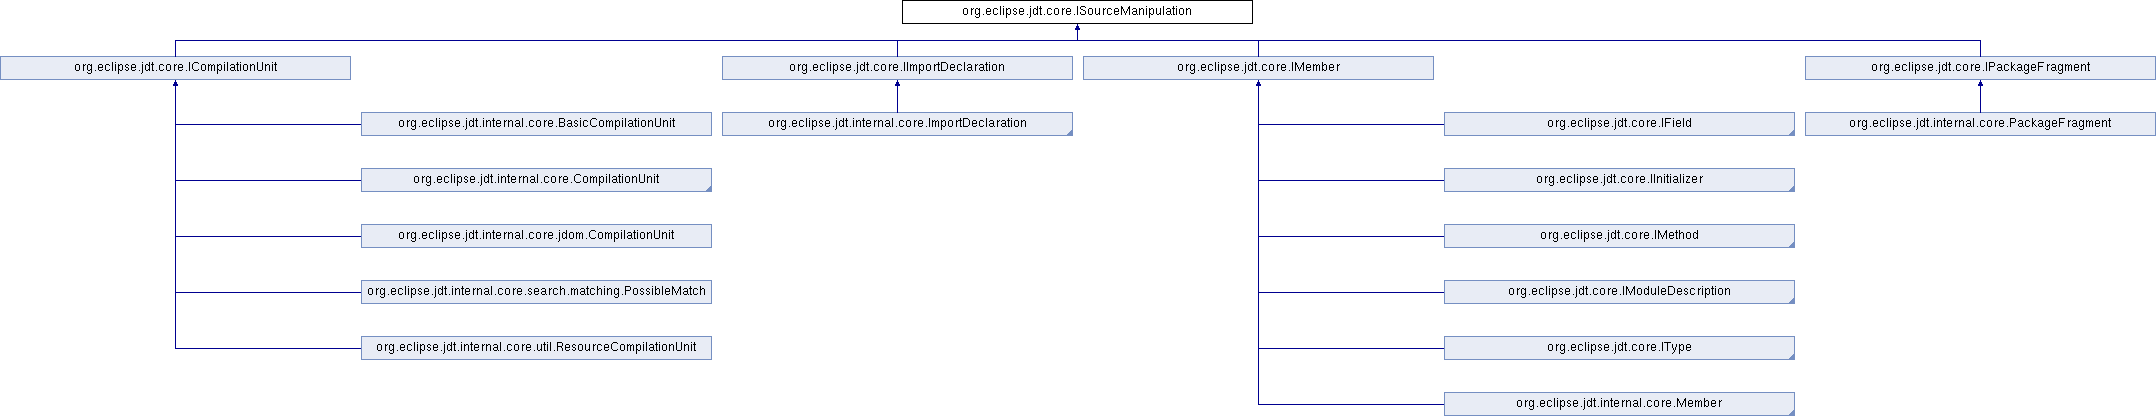 org.eclipse.jdt.core.ISourceManipulation
org.eclipse.jdt.core.ICompilationUnit
org.eclipse.jdt.core.IImportDeclaration
org.eclipse.jdt.core.IMember
org.eclipse.jdt.core.IPackageFragment
org.eclipse.jdt.internal.core.BasicCompilationUnit
org.eclipse.jdt.internal.core.ImportDeclaration
org.eclipse.jdt.core.IField
org.eclipse.jdt.internal.core.PackageFragment
org.eclipse.jdt.internal.core.CompilationUnit
org.eclipse.jdt.core.IInitializer
org.eclipse.jdt.internal.core.jdom.CompilationUnit
org.eclipse.jdt.core.IMethod
org.eclipse.jdt.internal.core.search.matching.PossibleMatch
org.eclipse.jdt.core.IModuleDescription
org.eclipse.jdt.internal.core.util.ResourceCompilationUnit
org.eclipse.jdt.core.IType
org.eclipse.jdt.internal.core.Member